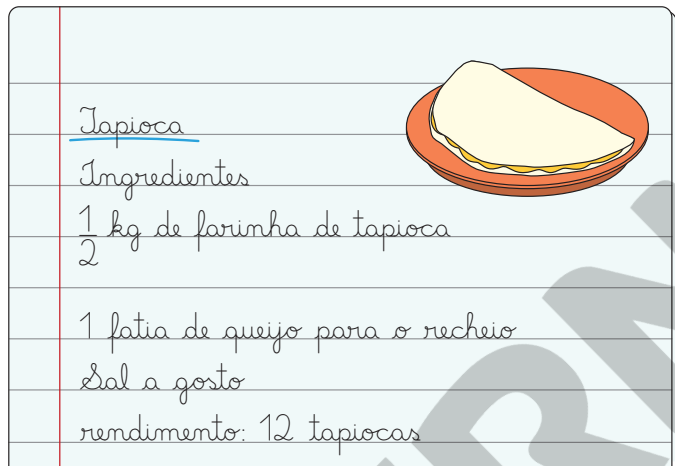 Tapioca
Ingredientes
1/2 kg de farinha de tapioca
1 fatia de queijo para o recheio
Sal a gosto
rendimento: 12 tapiocas